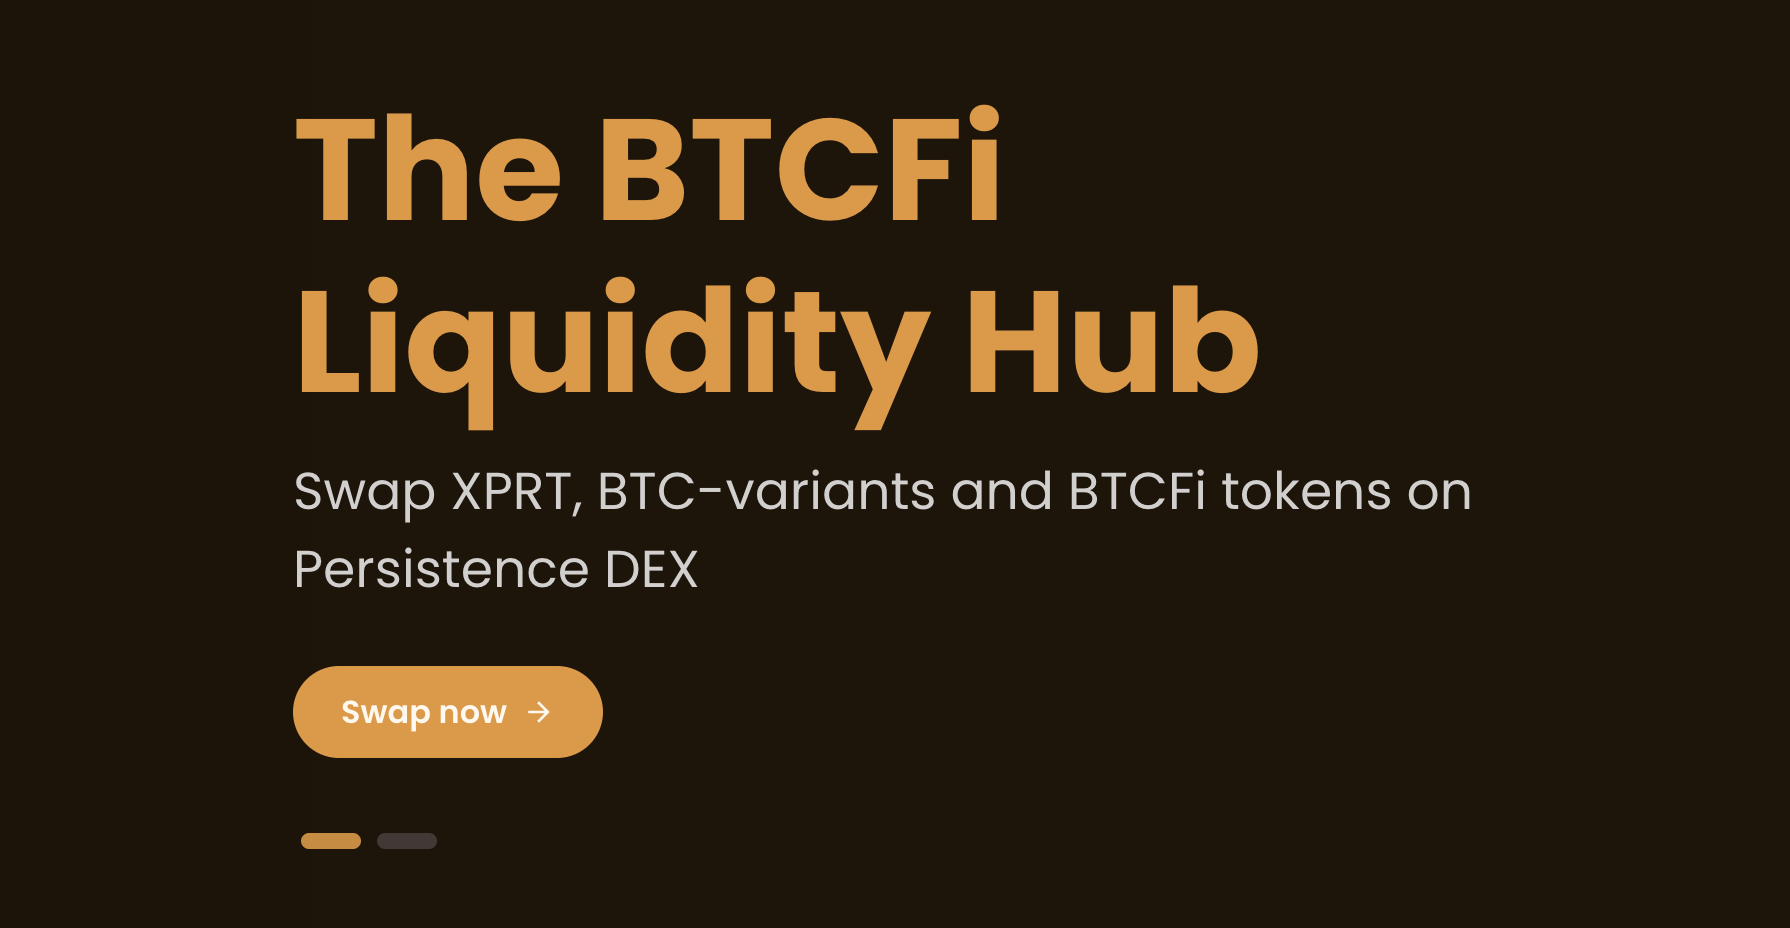 The BTCFi
Liquidity Hub
Swap XPRT, BTC-variants and BTCFi tokens on
Persistence DEX
Swap now →